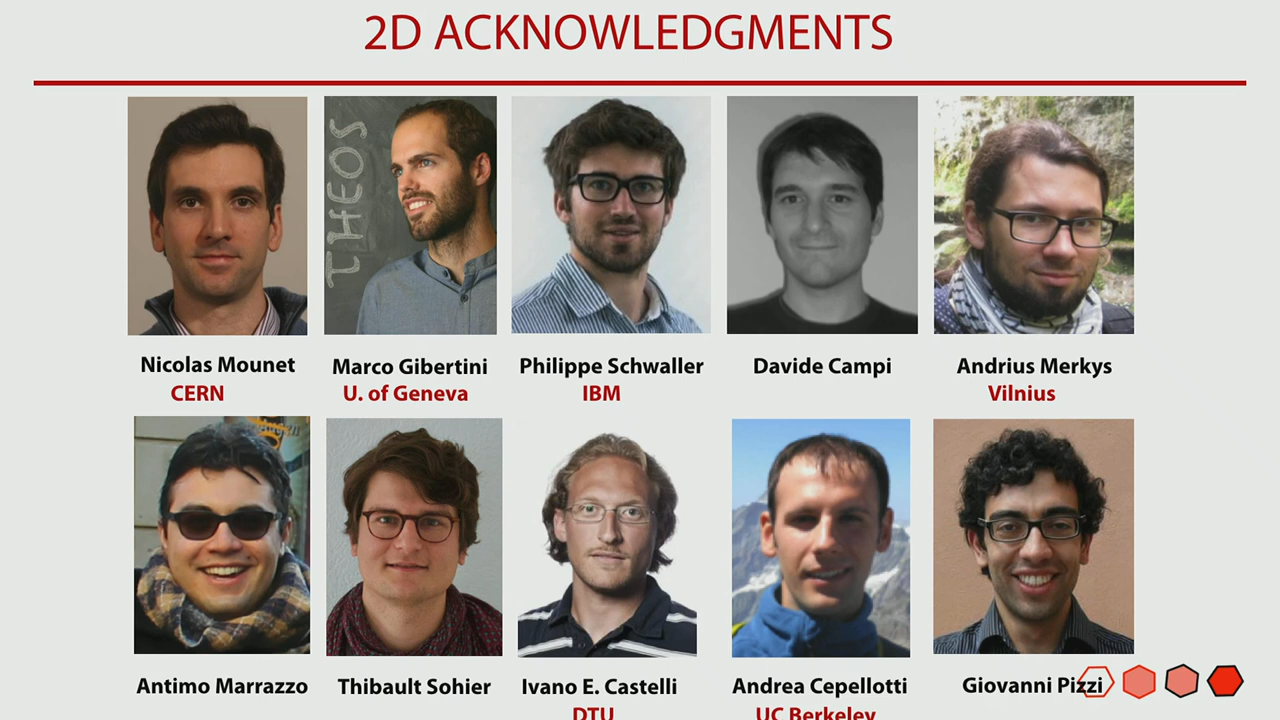 2D ACKNOWLEDGMENTS
THEOS
Nicolas Mounet
CERN
Marco Gibertini
U. of Geneva
Philippe Schwaller
IBM
Davide Campi
Andrius Merkys
Vilnius
Antimo Marrazzo
Thibault Sohier
Ivano E. Castelli
DTU
Andrea Cepellotti
UC Berkeley
Giovanni Pizzi